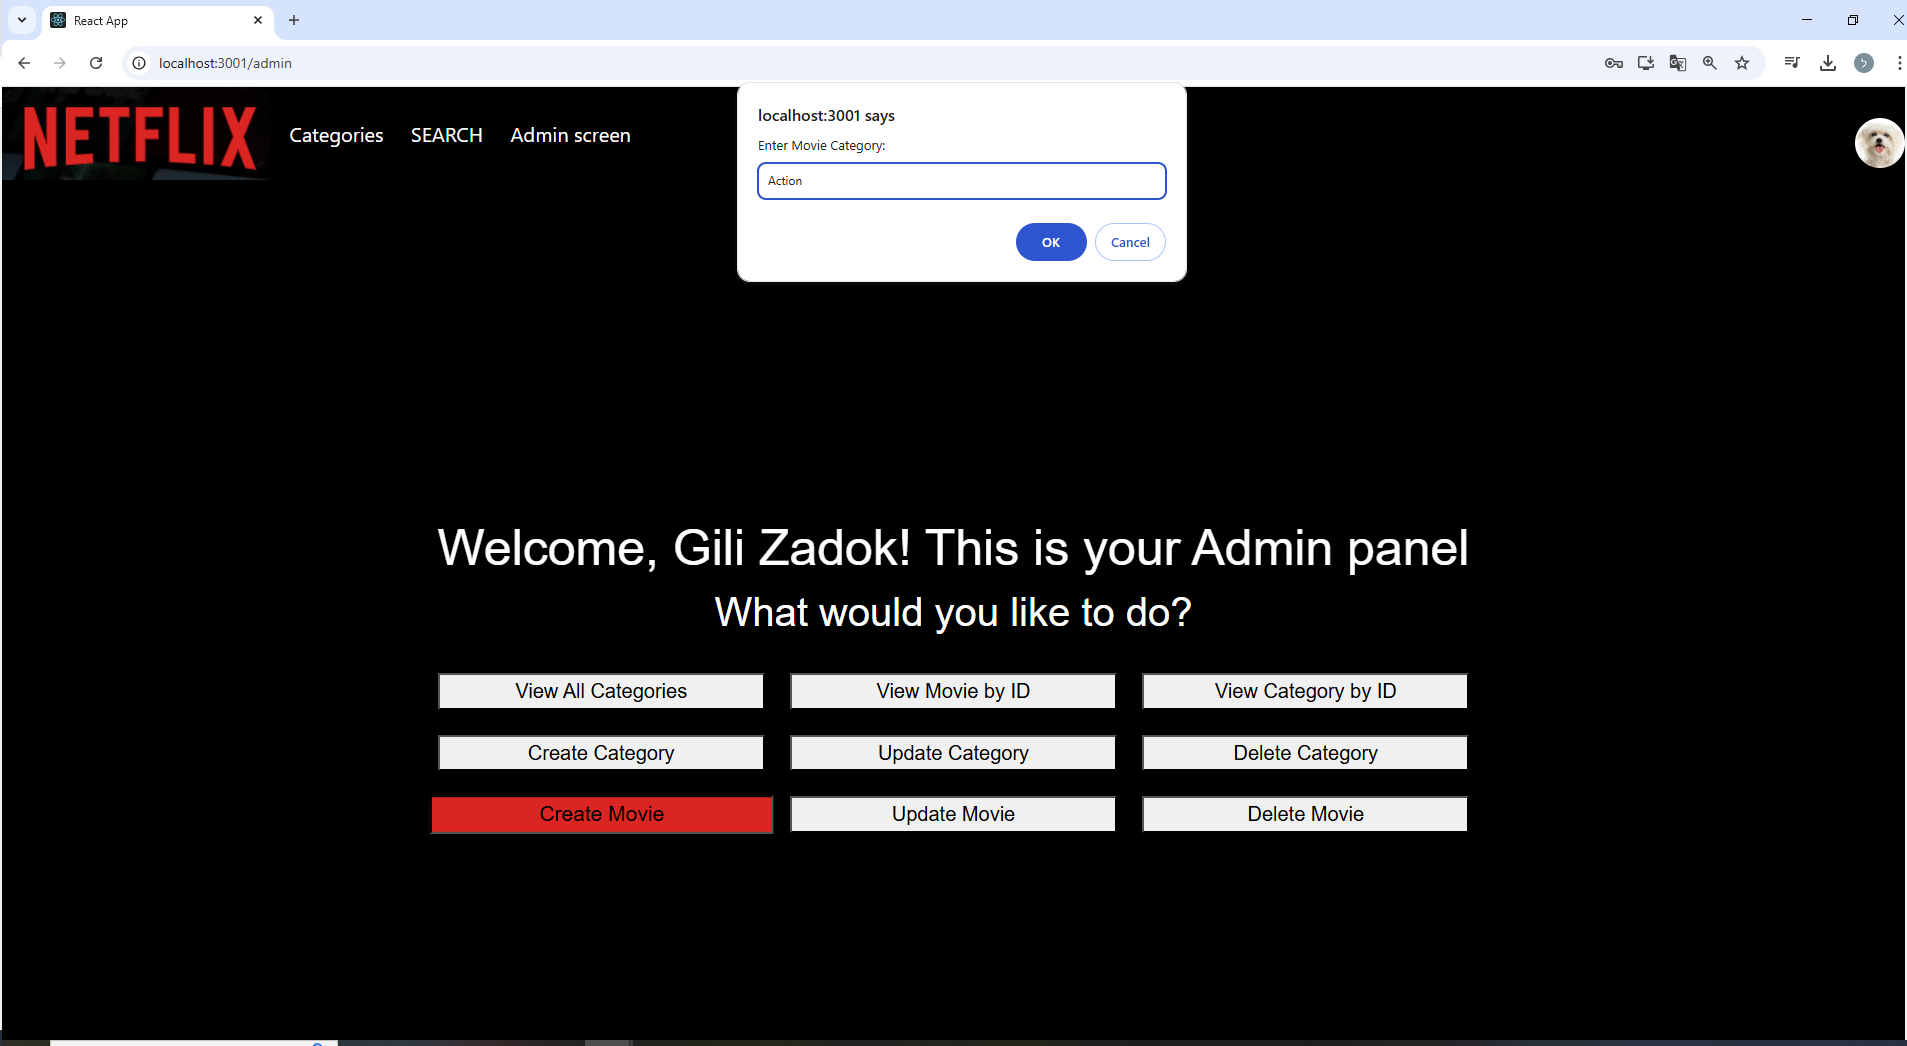 React App
localhost:3001/admin
NETFLIX
Categories
SEARCH
Admin screen
localhost:3001 says
Enter Movie Category:
Action
OK
Cancel
Welcome, Gili Zadok! This is your Admin panel
What would you like to do?
View All Categories
View Movie by ID
View Category by ID
Create Category
Update Category
Delete Category
Create Movie
Update Movie
Delete Movie